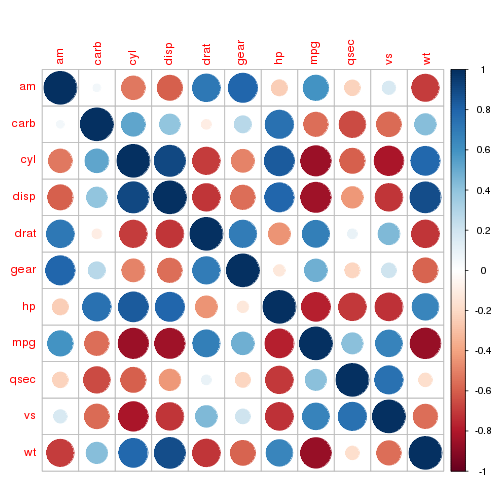 am carb cyl disp drat gear hp mpg qsec vs wt
am
carb
cyl
disp
drat
gear
hp
mpg
qsec
vs
wt
1
0.8
0.6
0.4
0.2
0
-0.2
-0.4
-0.6
-0.8
-1